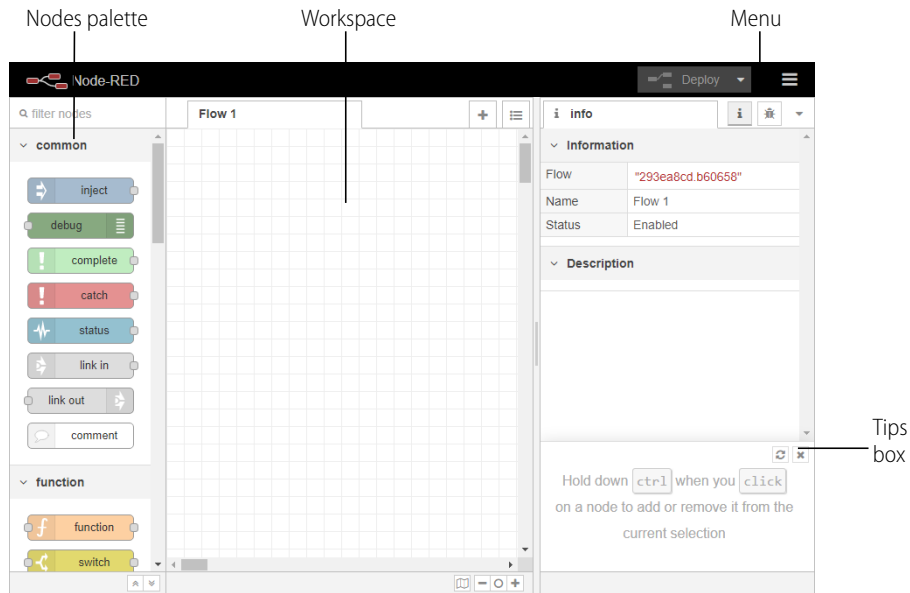 Nodes palette
Workspace
Menu
Node-RED
Deploy
filter nodes
Flow 1
i info
i
common
inject
debug
complete
catch
status
link in
link out
comment
function
function
switch
Information
Flow "293ea8cd.b60658"
Name Flow 1
Status Enabled
Description
Tips
box
Hold down ctrl when you click
on a node to add or remove it from the
current selection